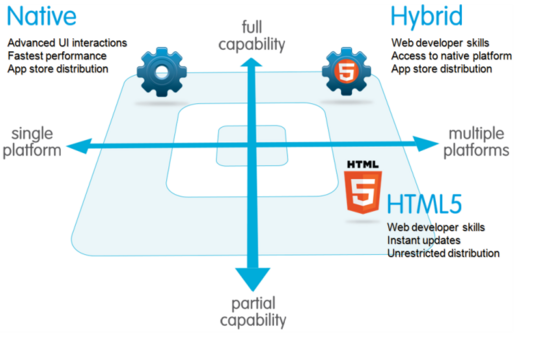 Native
Advanced UI interactions
Fastest performance
App store distribution
full
capability
Hybrid
Web developer skills
Access to native platform
App store distribution
5
single
platform
multiple
platforms
HTML
5
HTML5
Web developer skills
Instant updates
Unrestricted distribution
partial
capability